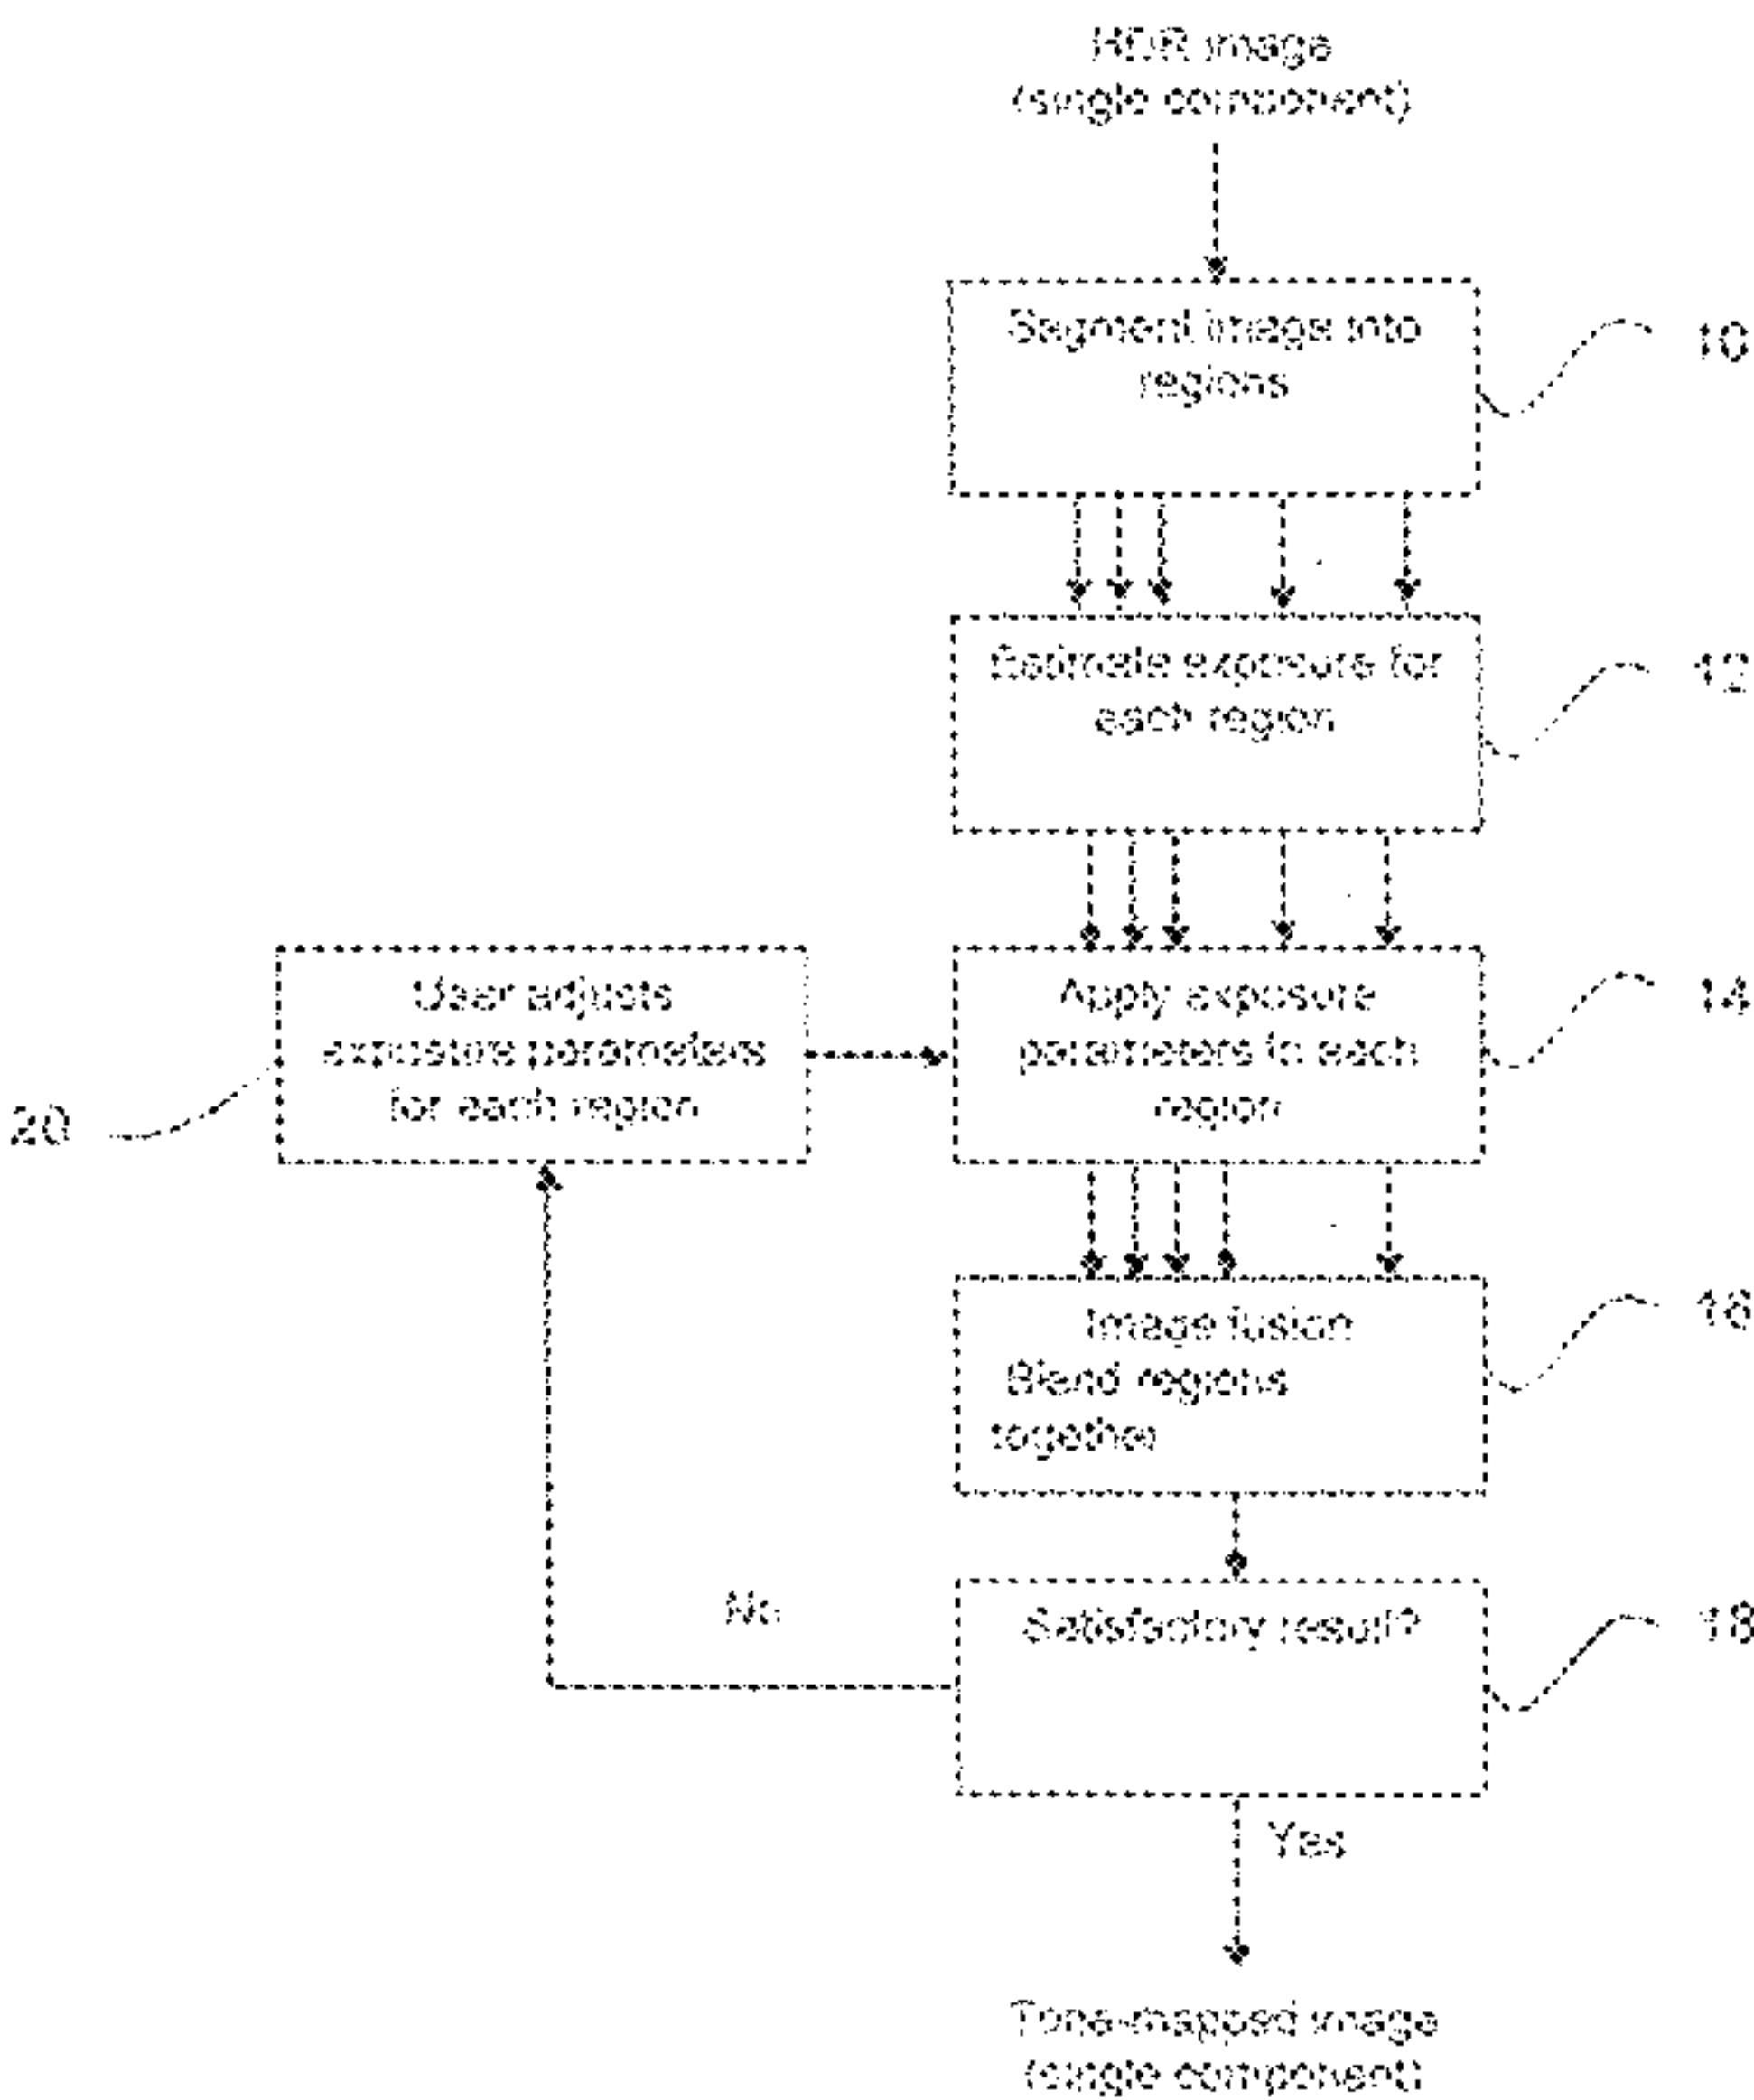 HDR image
(single component)
Segment image into
regions
10
Estimate exposure for
each region
12
User adjusts
exposure parameters
for each region
20
Apply exposure
parameters to each
region
14
Image fusion
Blend regions
together
16
No
Satisfactory result?
18
Yes
Tone-mapped image
(single component)